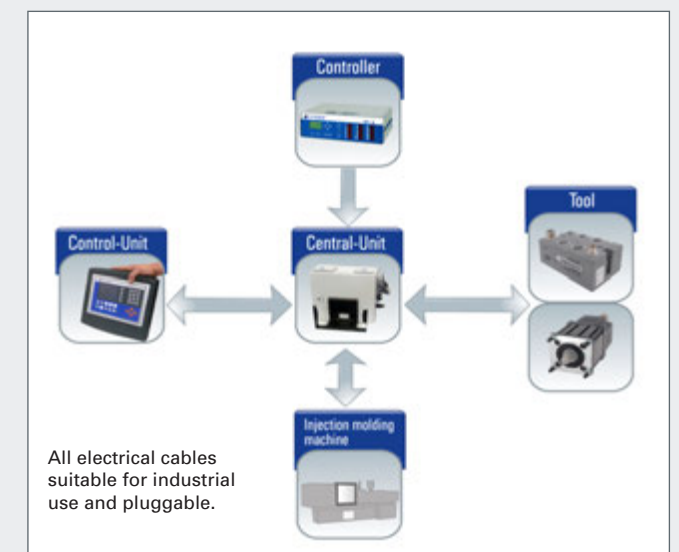 Controller
Tool
Control-Unit
Central-Unit
Injection molding
machine
All electrical cables
suitable for industrial
use and pluggable.